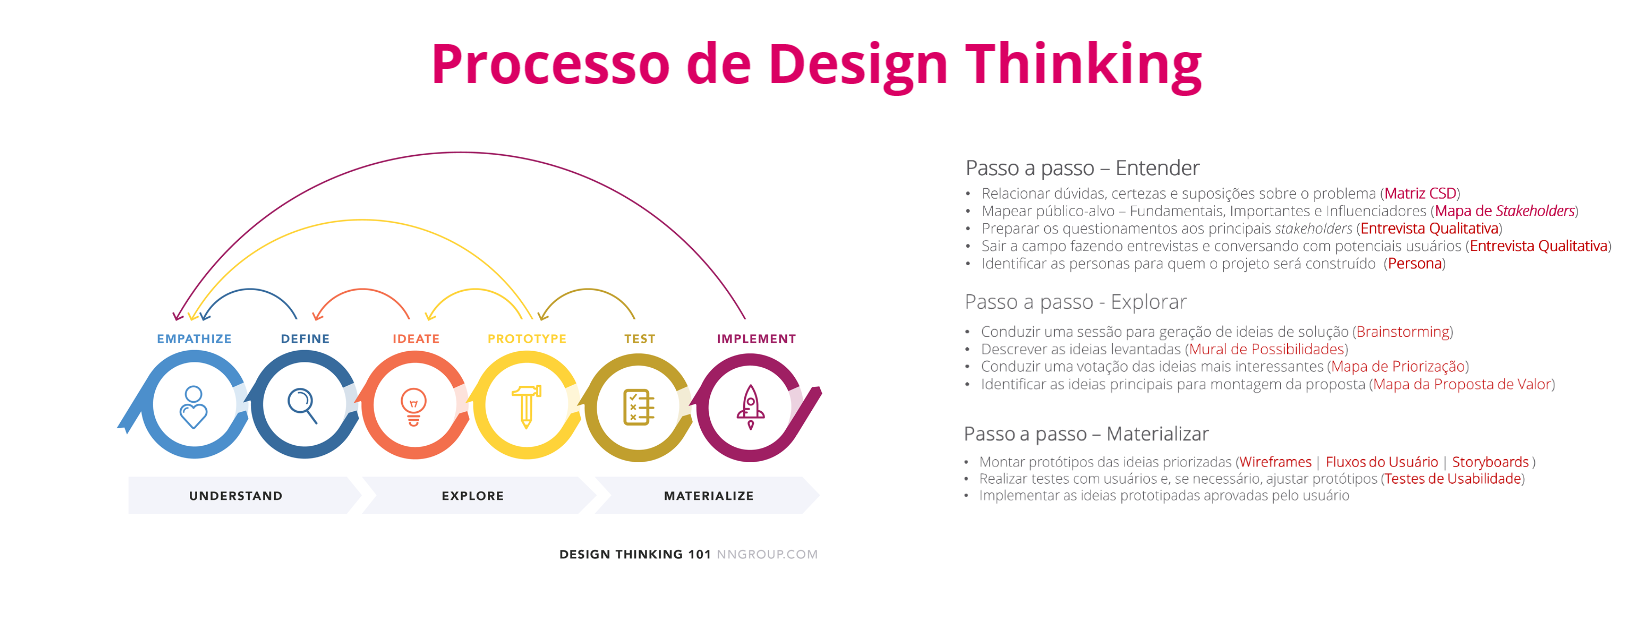 Processo de Design Thinking
EMPATHIZE
DEFINE
IDEATE
PROTOTYPE
TEST
IMPLEMENT
UNDERSTAND
EXPLORE
MATERIALIZE
DESIGN THINKING 101 NNGROUP.COM
Passo a passo – Entender
• Relacionar dúvidas, certezas e suposições sobre o problema (Matriz CSD)
• Mapear público-alvo – Fundamentais, Importantes e Influenciadores (Mapa de Stakeholders)
• Preparar os questionamentos aos principais stakeholders (Entrevista Qualitativa)
• Sair a campo fazendo entrevistas e conversando com potenciais usuários (Entrevista Qualitativa)
• Identificar as personas para quem o projeto será construído (Persona)
Passo a passo - Explorar
• Conduzir uma sessão para geração de ideias de solução (Brainstorming)
• Descrever as ideias levantadas (Mural de Possibilidades)
• Conduzir uma votação das ideias mais interessantes (Mapa de Priorização)
• Identificar as ideias principais para montagem da proposta (Mapa da Proposta de Valor)
Passo a passo – Materializar
• Montar protótipos das ideias priorizadas (Wireframes | Fluxos do Usuário | Storyboards )
• Realizar testes com usuários e, se necessário, ajustar protótipos (Testes de Usabilidade)
• Implementar as ideias prototipadas aprovadas pelo usuário